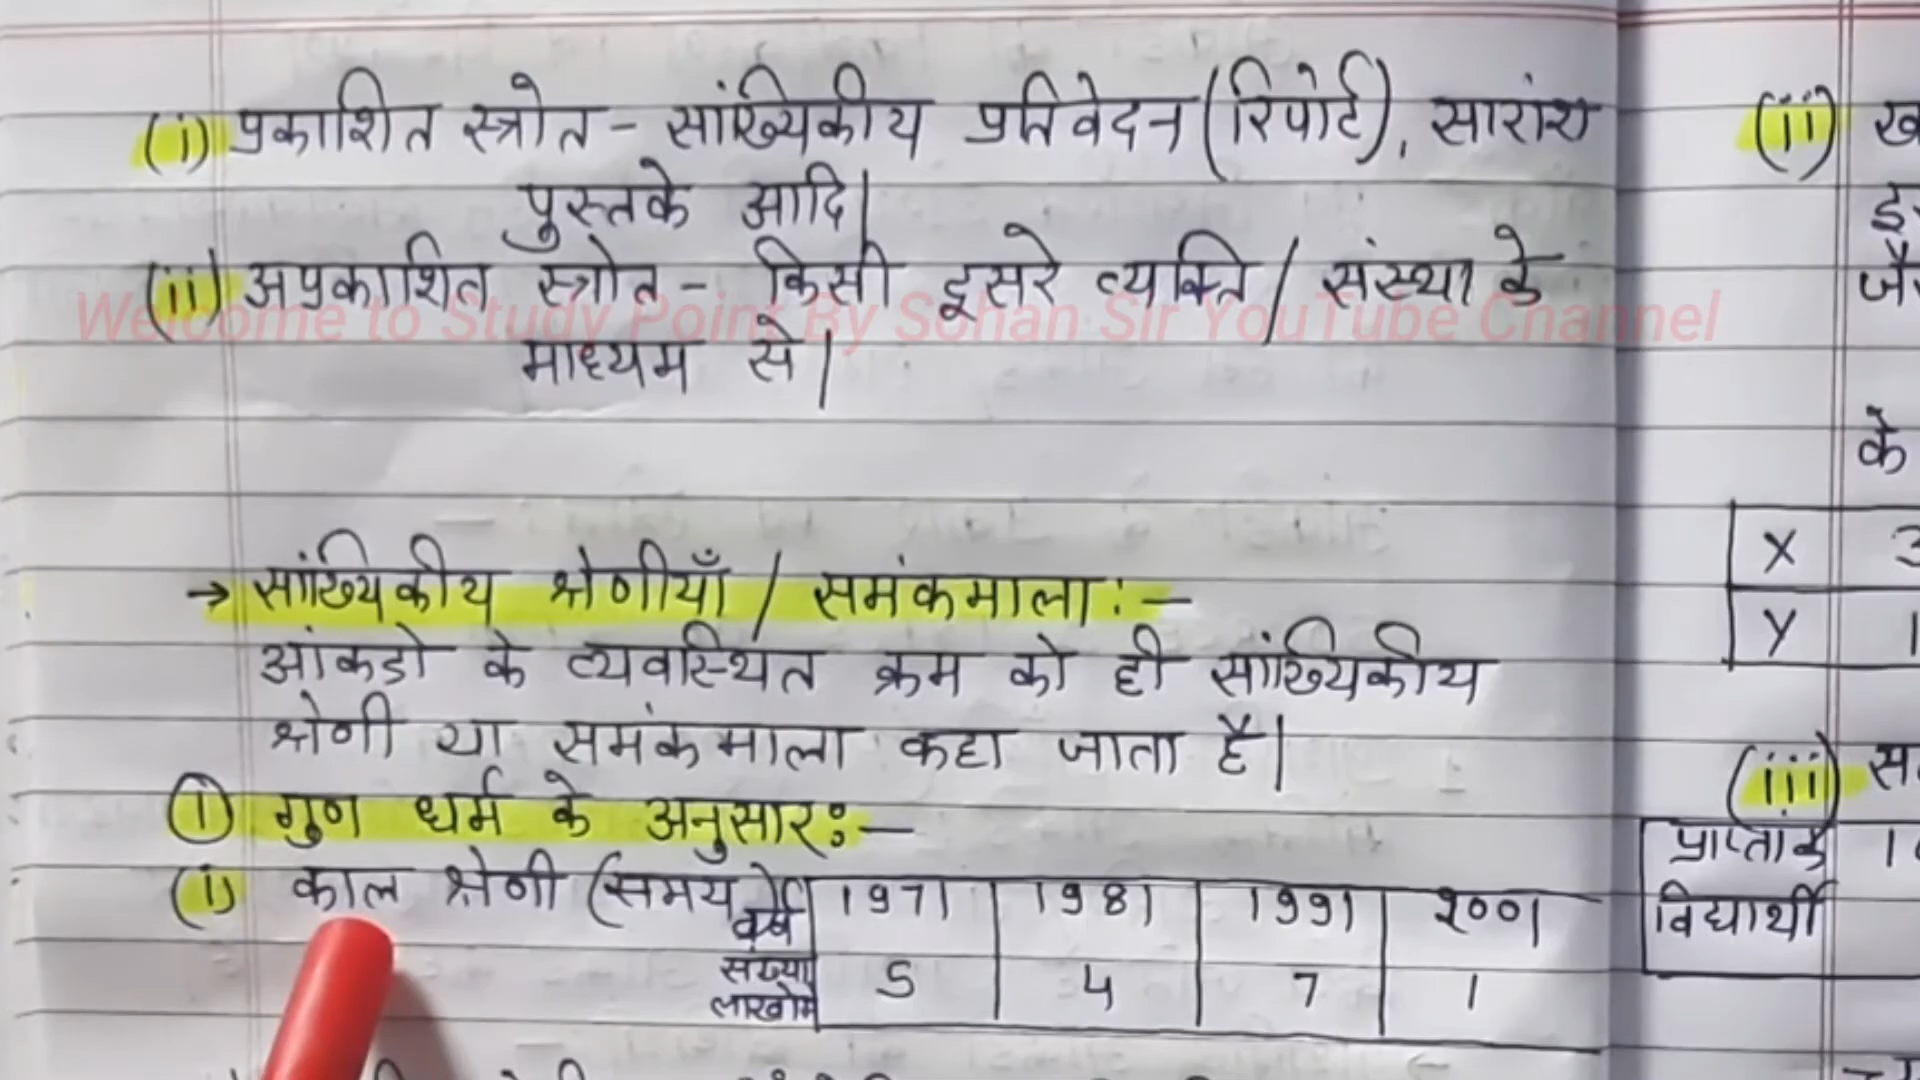 (i) प्रकाशित स्त्रोत - सांख्यिकीय प्रतिवेदन (रिपोर्ट), सारांश
पुस्तके आदि|
(ii) अप्रकाशित स्त्रोत - किसी दूसरे व्यक्ति / संस्था के
Welcome to Study Point By Sohan Sir YouTube Channel
माध्यम से|
→ सांख्यिकीय श्रेणीयाँ / समंकमाला :-
आंकडो के व्यवस्थित क्रम को ही सांख्यिकीय
श्रेणी या समंकमाला कहा जाता है|
① गुण धर्म के अनुसार:-
(i) काल श्रेणी (समय
वर्ष 1971 1981 1991 2001
संख्या लाखोमे 5 4 7 1
(ii)
के
X
Y 1
(iii)
प्राप्तांक
विद्यार्थी